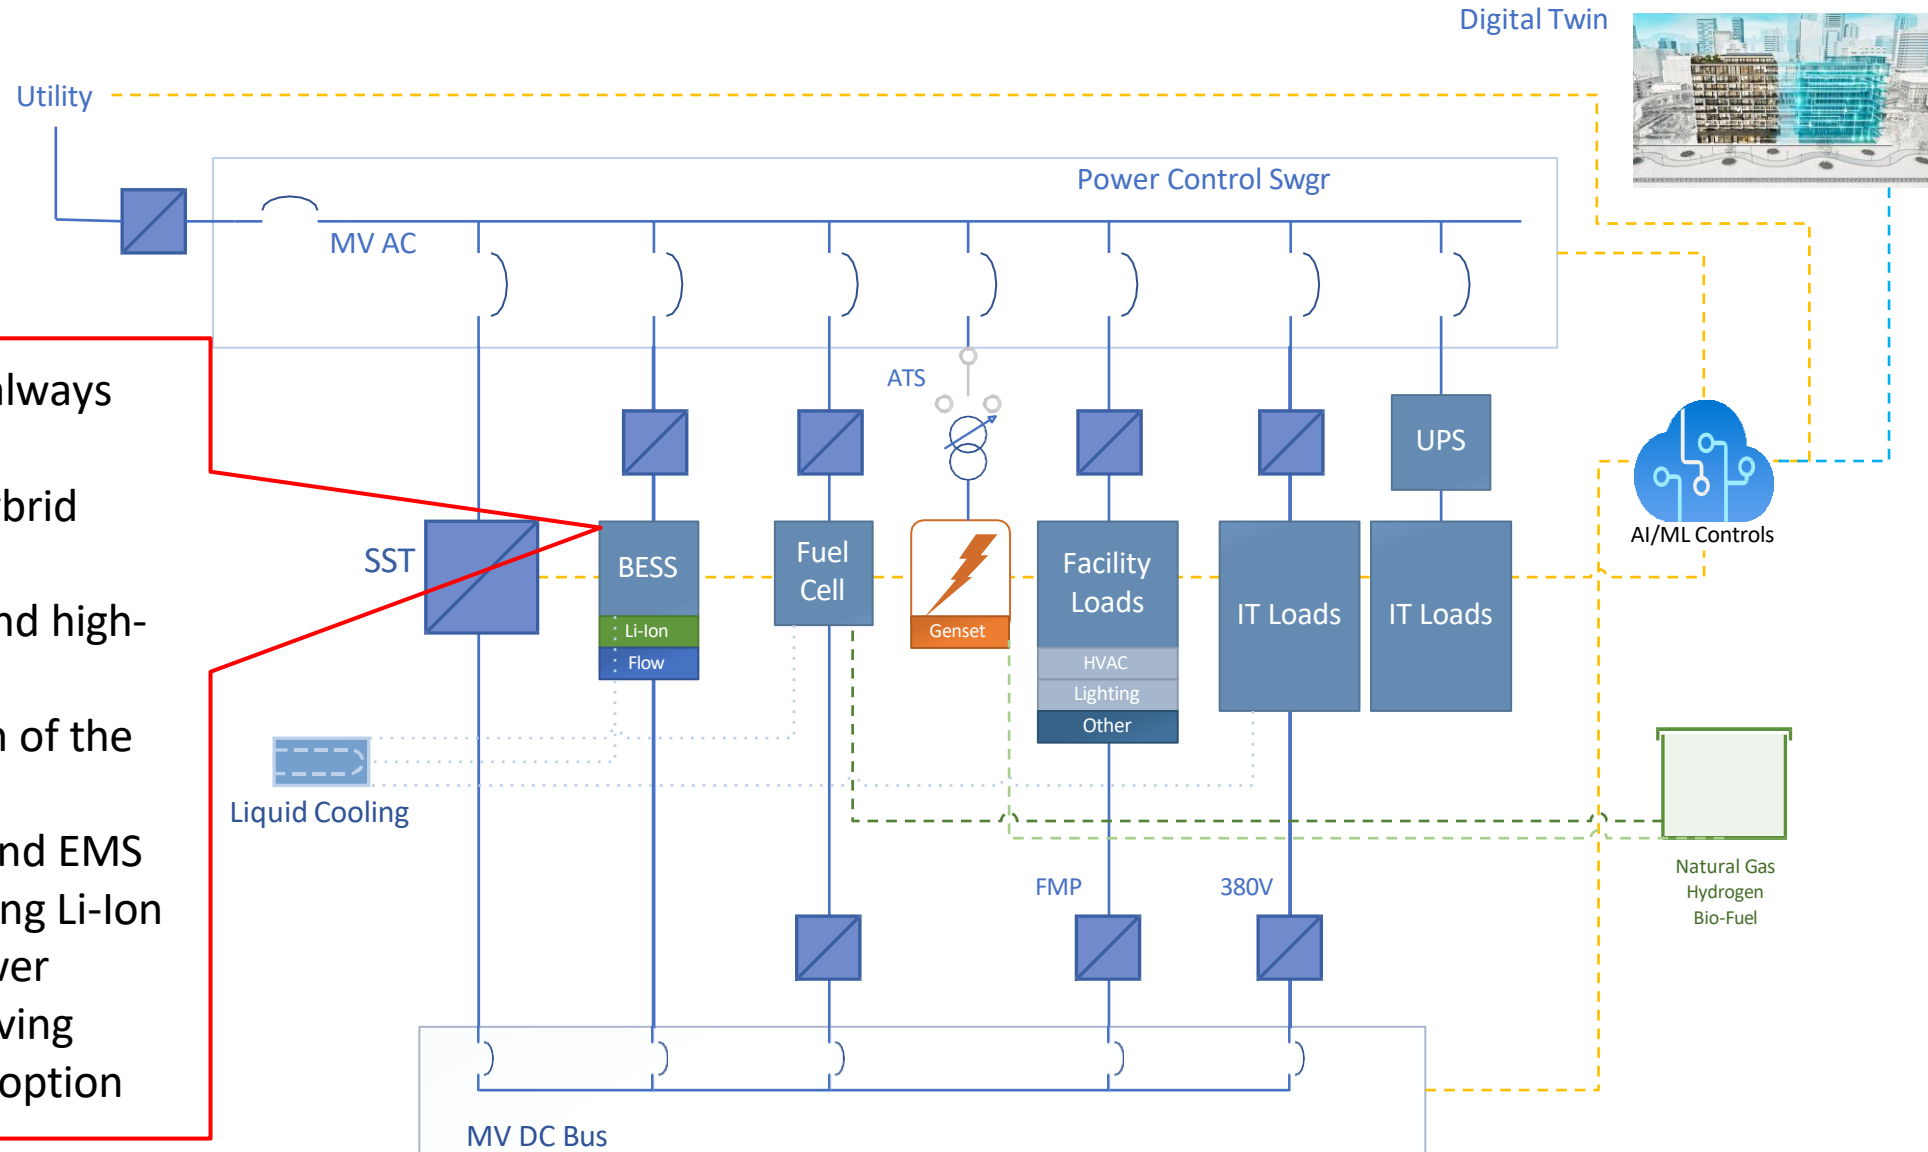 Digital Twin
Utility
Power Control Swgr
MV AC
always
ATS
UPS
brid
SST
BESS
Fuel
Cell
Facility
Loads
IT Loads
IT Loads
AI/ML Controls
nd high-
Li-Ion
Flow
Genset
HVAC
Lighting
Other
n of the
Liquid Cooling
nd EMS
ng Li-Ion
wer
ving
option
FMP
380V
Natural Gas
Hydrogen
Bio-Fuel
MV DC Bus